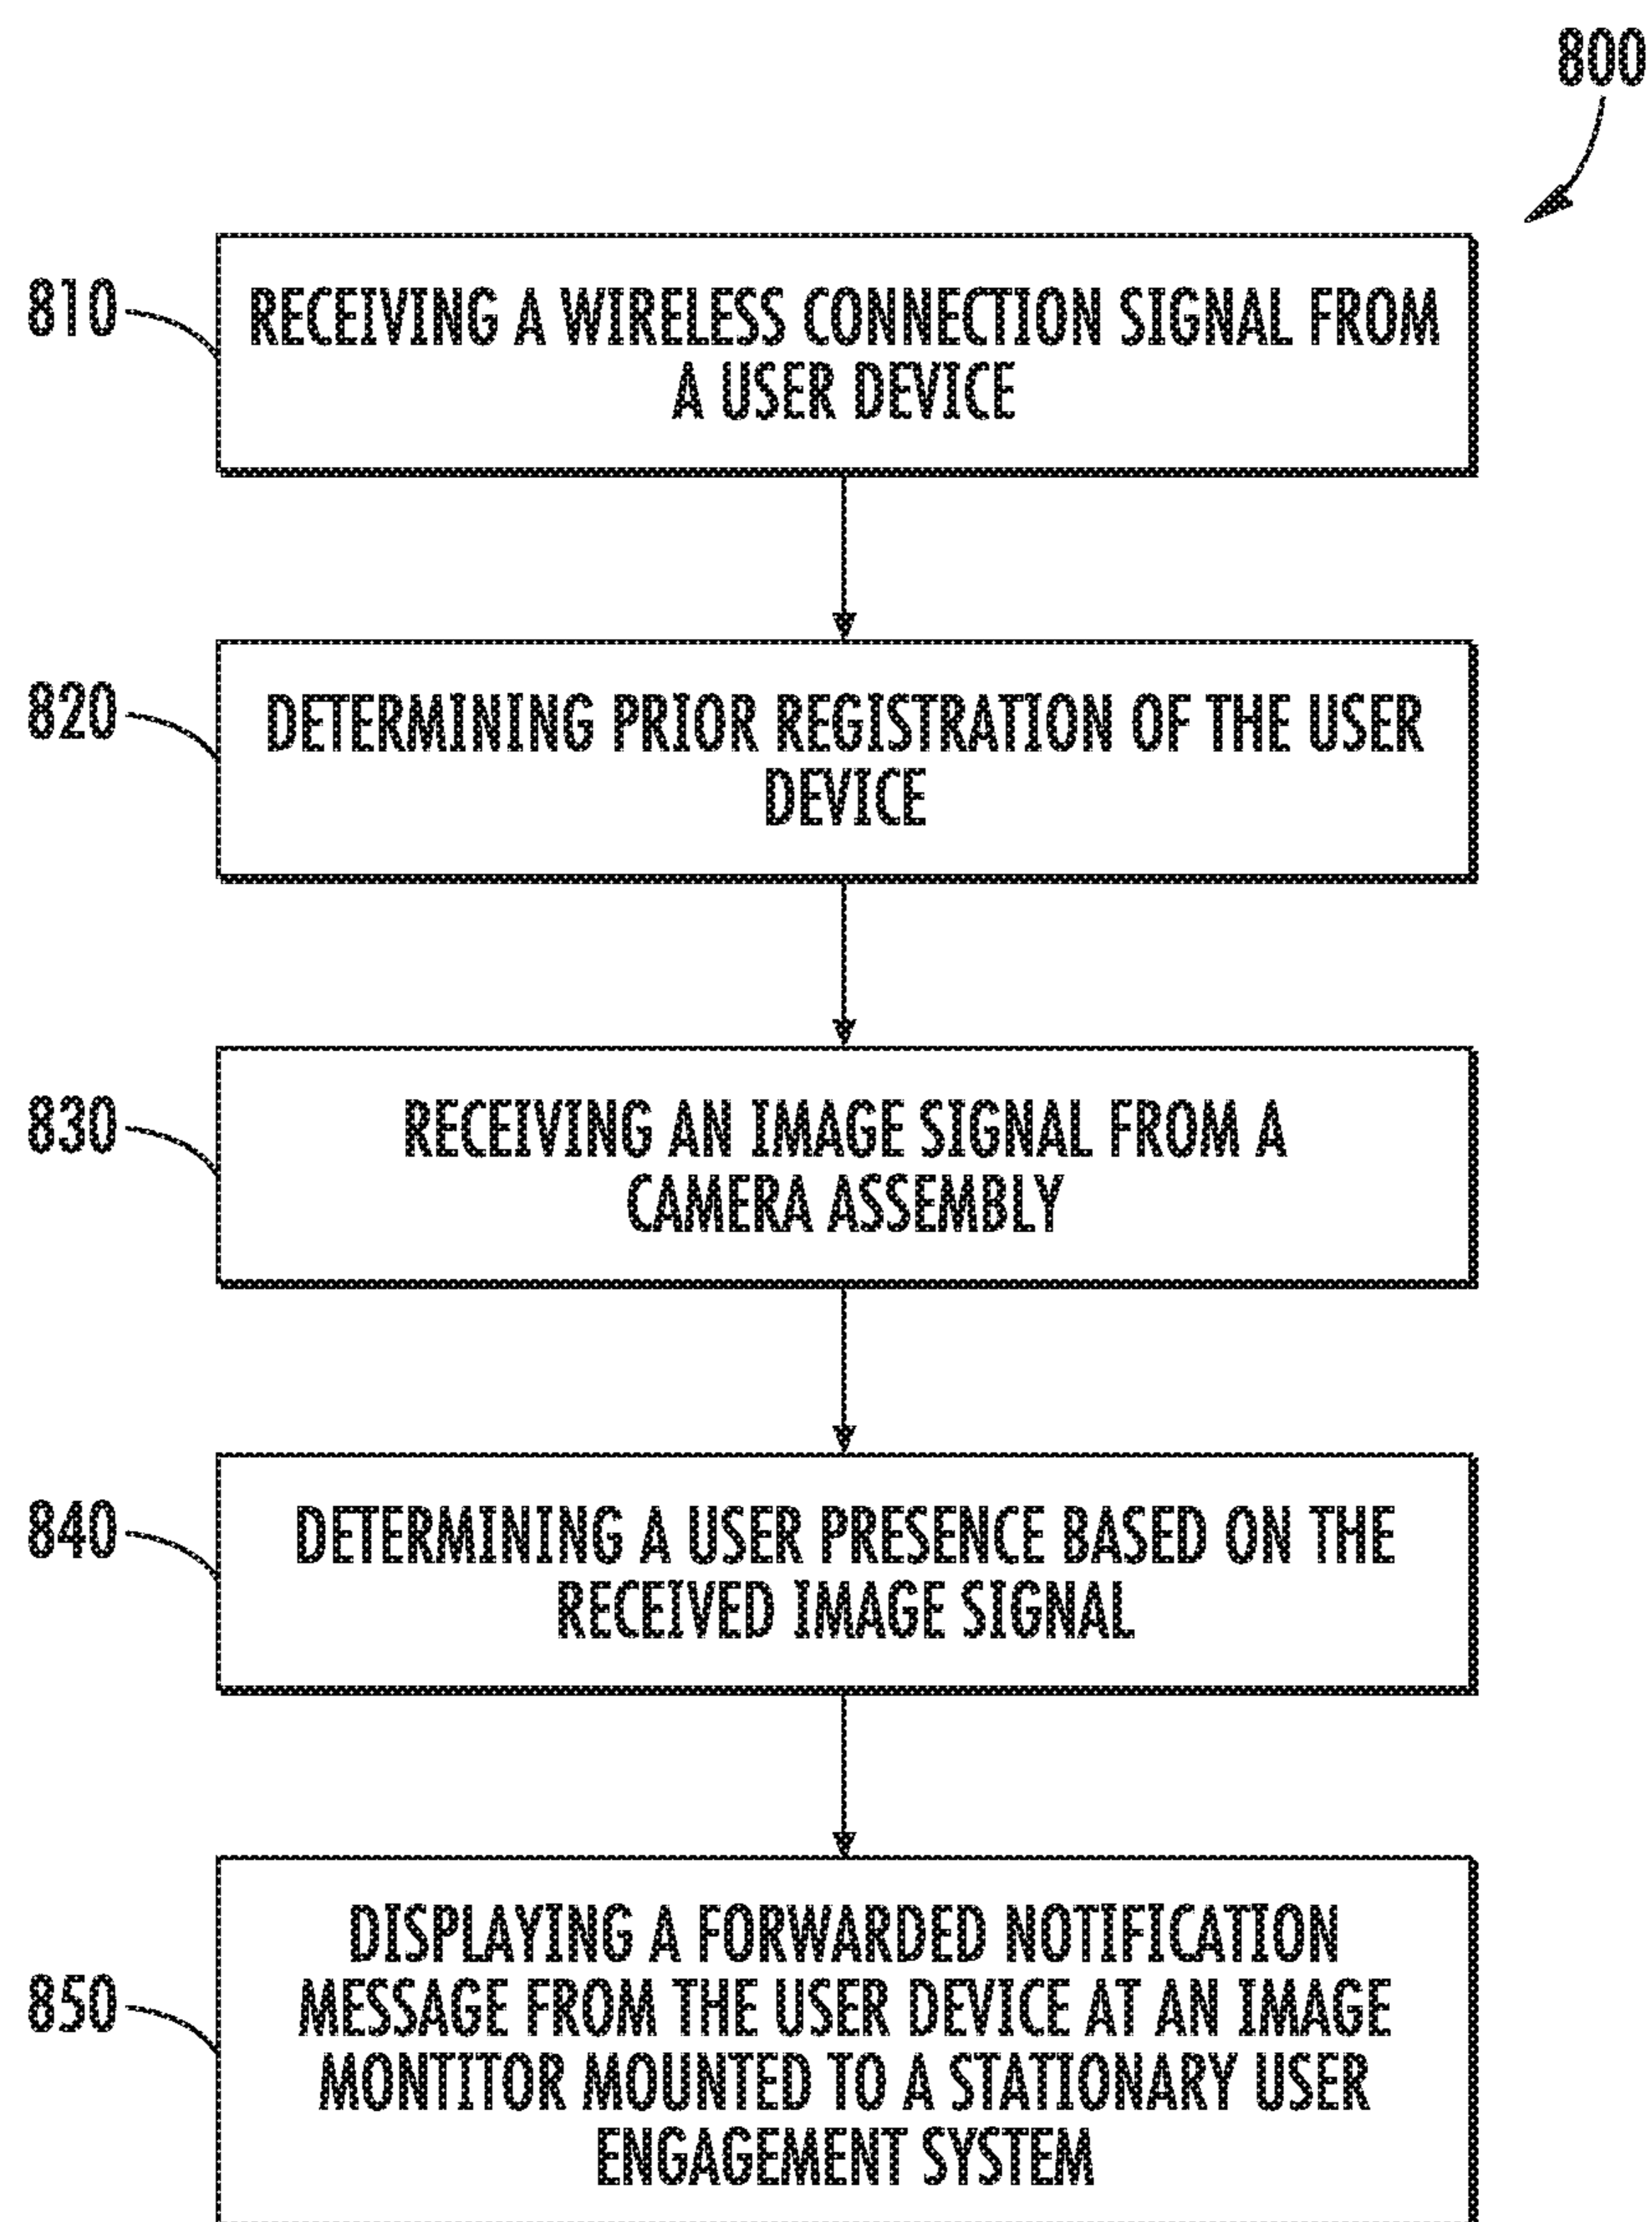 800
810
RECEIVING A WIRELESS CONNECTION SIGNAL FROM
A USER DEVICE
820
DETERMINING PRIOR REGISTRATION OF THE USER
DEVICE
830
RECEIVING AN IMAGE SIGNAL FROM A
CAMERA ASSEMBLY
840
DETERMINING A USER PRESENCE BASED ON THE
RECEIVED IMAGE SIGNAL
850
DISPLAYING A FORWARDED NOTIFICATION
MESSAGE FROM THE USER DEVICE AT AN IMAGE
MONTITOR MOUNTED TO A STATIONARY USER
ENGAGEMENT SYSTEM